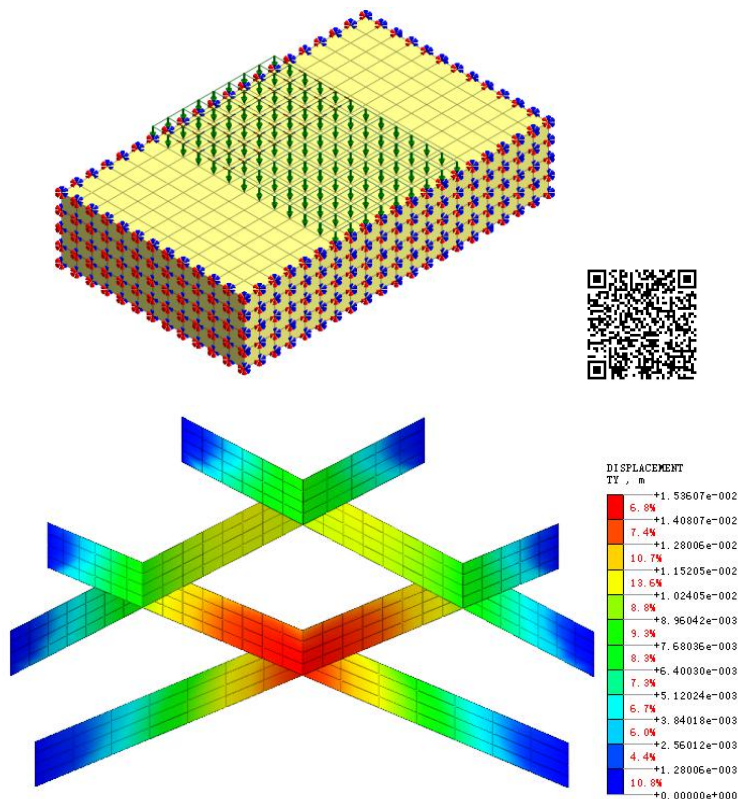 DISPLACEMENT
TY , m
+1.53607e-002
6.8%
+1.40807e-002
7.4%
+1.28006e-002
10.7%
+1.15205e-002
13.6%
+1.02405e-002
8.8%
+8.96042e-003
9.3%
+7.68036e-003
8.3%
+6.40030e-003
7.3%
+5.12024e-003
6.7%
+3.84018e-003
6.0%
+2.56012e-003
4.4%
+1.28006e-003
10.8%
+0.00000e+000